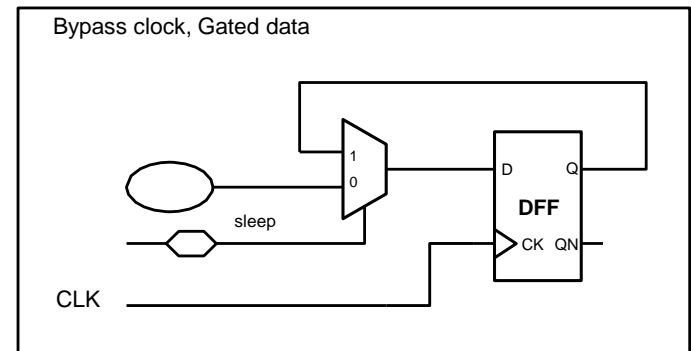 Bypass clock, Gated data
1
0
D
Q
DFF
sleep
CK
QN
CLK